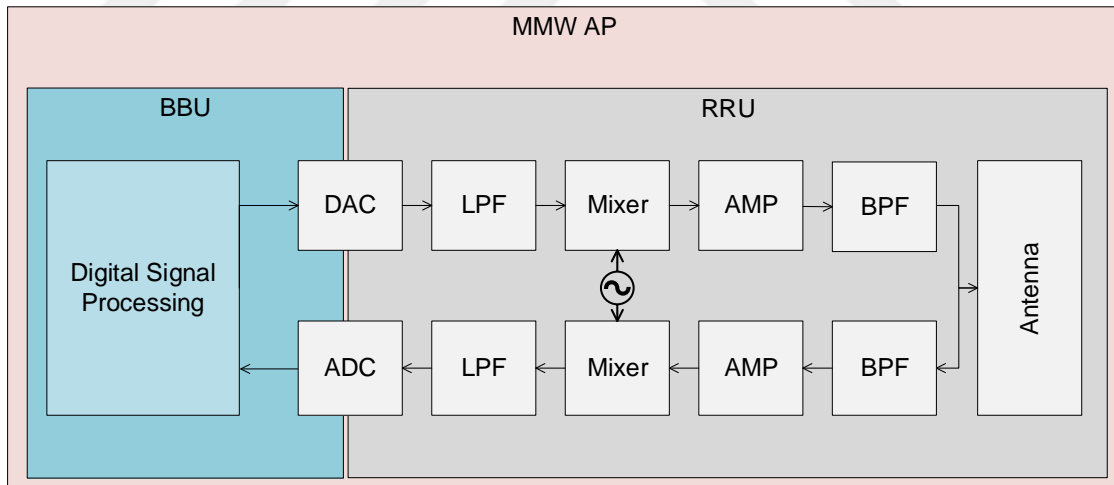 MMW AP
BBU
RRU
Digital Signal
Processing
DAC
LPF
Mixer
AMP
BPF
Antenna
ADC
LPF
Mixer
AMP
BPF